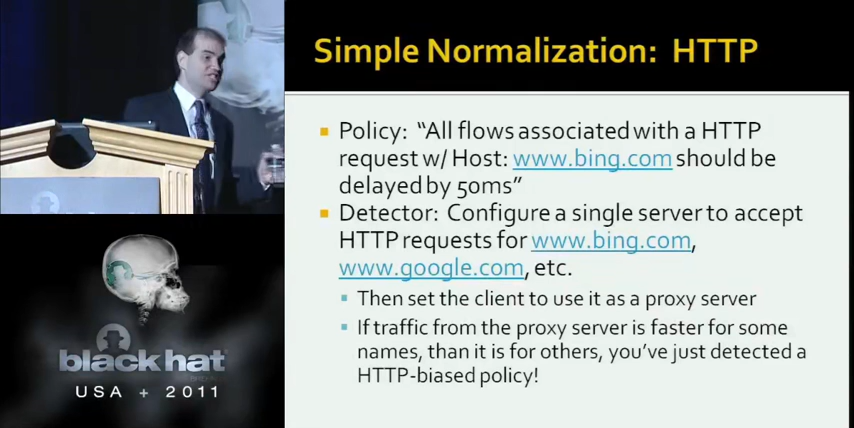 Simple Normalization: HTTP
Policy: “All flows associated with a HTTP
request w/ Host: www.bing.com should be
delayed by 50ms”
Detector: Configure a single server to accept
HTTP requests for www.bing.com,
www.google.com, etc.
Then set the client to use it as a proxy server
If traffic from the proxy server is faster for some
names, than it is for others, you’ve just detected a
HTTP-biased policy!
black hat
USA + 2011